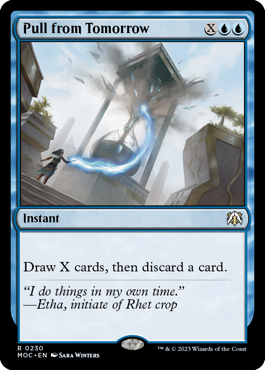 Pull from Tomorrow XUU
Instant
Draw X cards, then discard a card.
“I do things in my own time.”
—Etha, initiate of Rhet crop
R 0230
MOC • EN SARA WINTERS
™ & © 2023 Wizards of the Coast